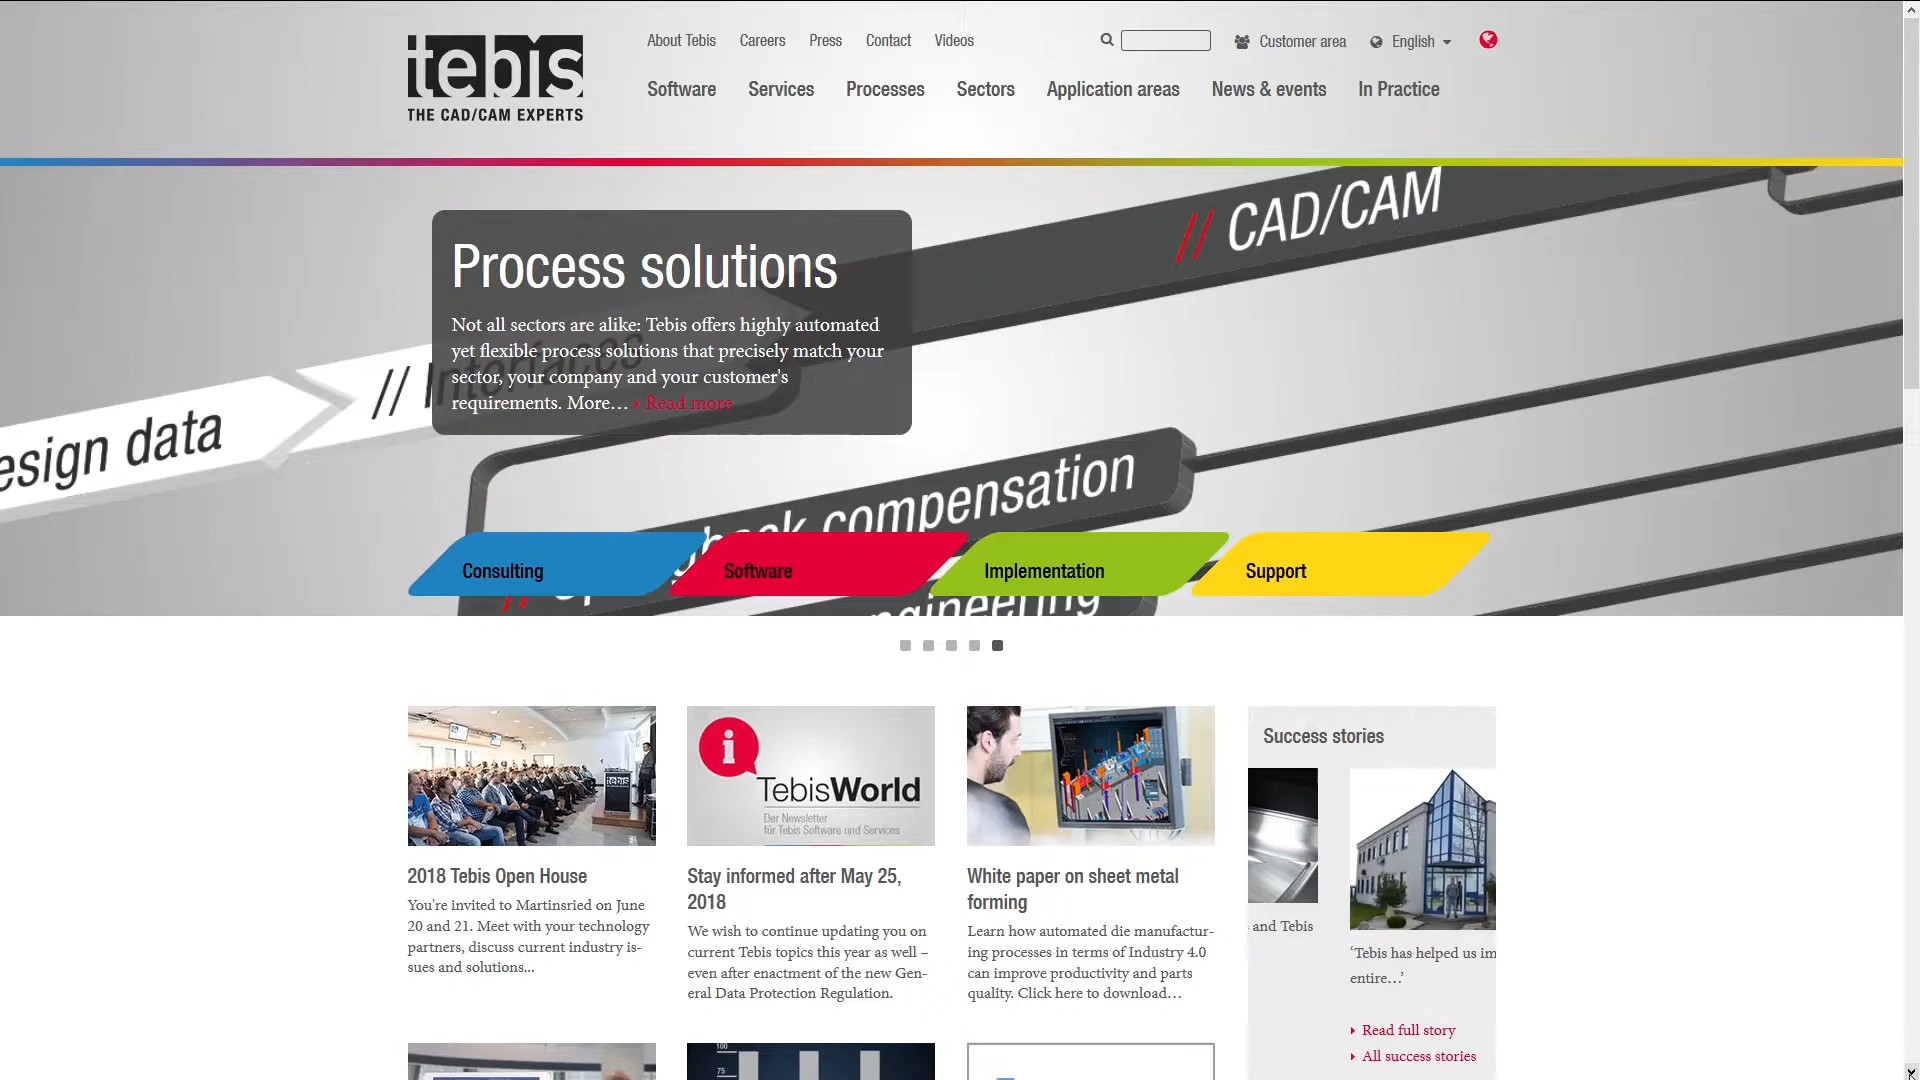 tebis
THE CAD/CAM EXPERTS
About Tebis
Careers
Press
Contact
Videos
Customer area
English
Software
Services
Processes
Sectors
Application areas
News & events
In Practice
// CAD/CAM
Process solutions
Not all sectors are alike: Tebis offers highly automated
yet flexible process solutions that precisely match your
sector, your company and your customer's
requirements. More… Read more
// Interfaces
esign data
compensation
Consulting
Software
Implementation
Support
tebis
2018 Tebis Open House
You're invited to Martinsried on June
20 and 21. Meet with your technology
partners, discuss current industry is-
sues and solutions...
i
TebisWorld
Der Newsletter
für Tebis Software und Services
Stay informed after May 25,
2018
We wish to continue updating you on
current Tebis topics this year as well –
even after enactment of the new Gen-
eral Data Protection Regulation.
White paper on sheet metal
forming
Learn how automated die manufactur-
ing processes in terms of Industry 4.0
can improve productivity and parts
quality. Click here to download…
Success stories
and Tebis
‘Tebis has helped us im
entire…’
Read full story
All success stories
100
75